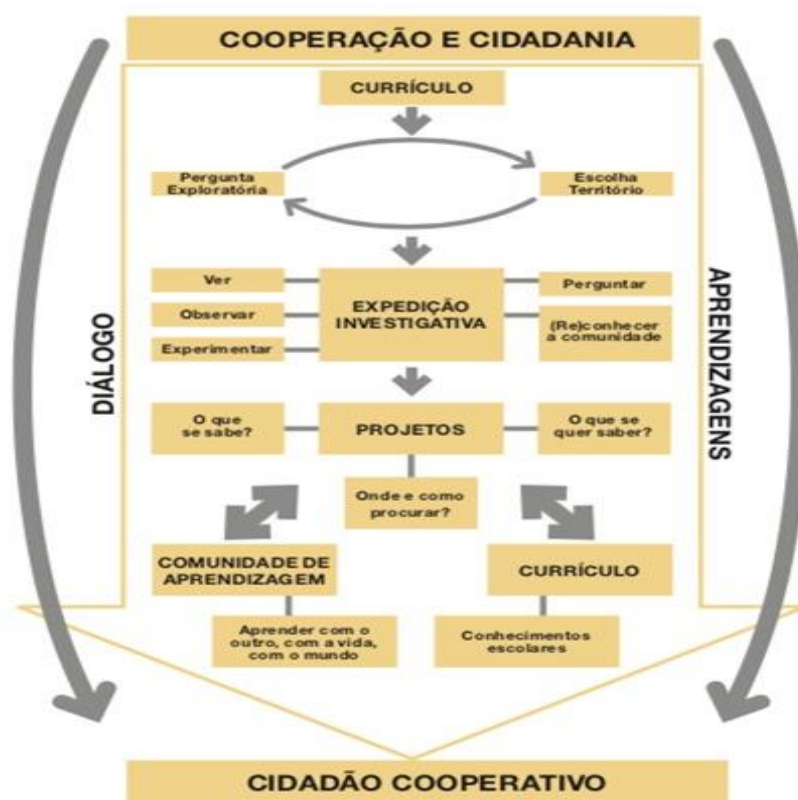 COOPERAÇÃO E CIDADANIA
CURRÍCULO
Pergunta
Exploratória
Escolha
Território
Ver
Observar
Experimentar
EXPEDIÇÃO
INVESTIGATIVA
Perguntar
(Re)conhecer
a comunidade
DIÁLOGO
APRENDIZAGENS
O que
se sabe?
PROJETOS
O que se
quer saber?
Onde e como
procurar?
COMUNIDADE DE
APRENDIZAGEM
CURRÍCULO
Aprender com o
outro, com a vida,
com o mundo
Conhecimentos
escolares
CIDADÃO COOPERATIVO